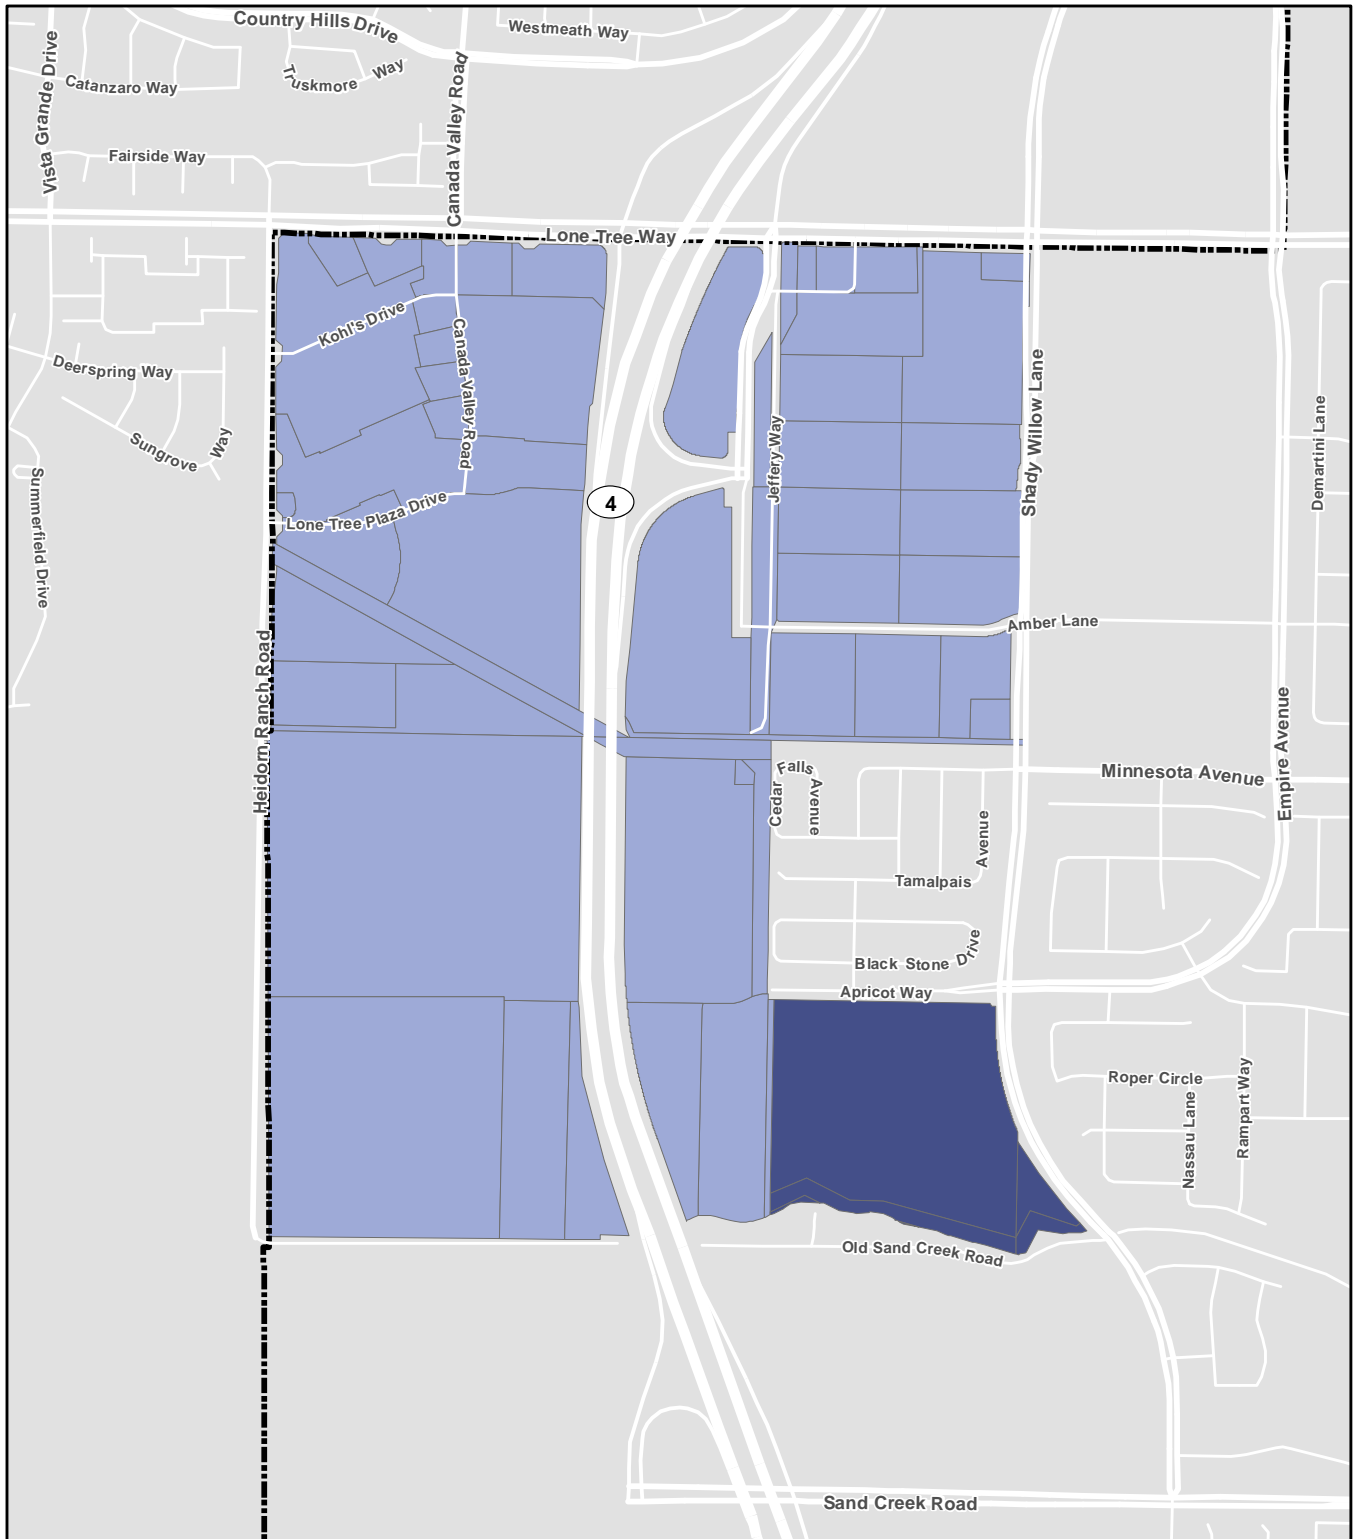 Country Hills Drive
Westmeath Way
Vista Grande Drive
Catanzaro Way
Truskmore Way
Canada Valley Road
Fairside Way
Lone Tree Way
Kohl's Drive
Canada Valley Road
Deerspring Way
Sungrove Way
Shady Willow Lane
Demartini Lane
Jeffery Way
Summerfield Drive
4
Lone Tree Plaza Drive
Amber Lane
Heidorn Ranch Road
Empire Avenue
Minnesota Avenue
Cedar Falls Avenue
Tamalpais Avenue
Black Stone Drive
Apricot Way
Roper Circle
Nassau Lane
Rampart Way
Old Sand Creek Road
Sand Creek Road